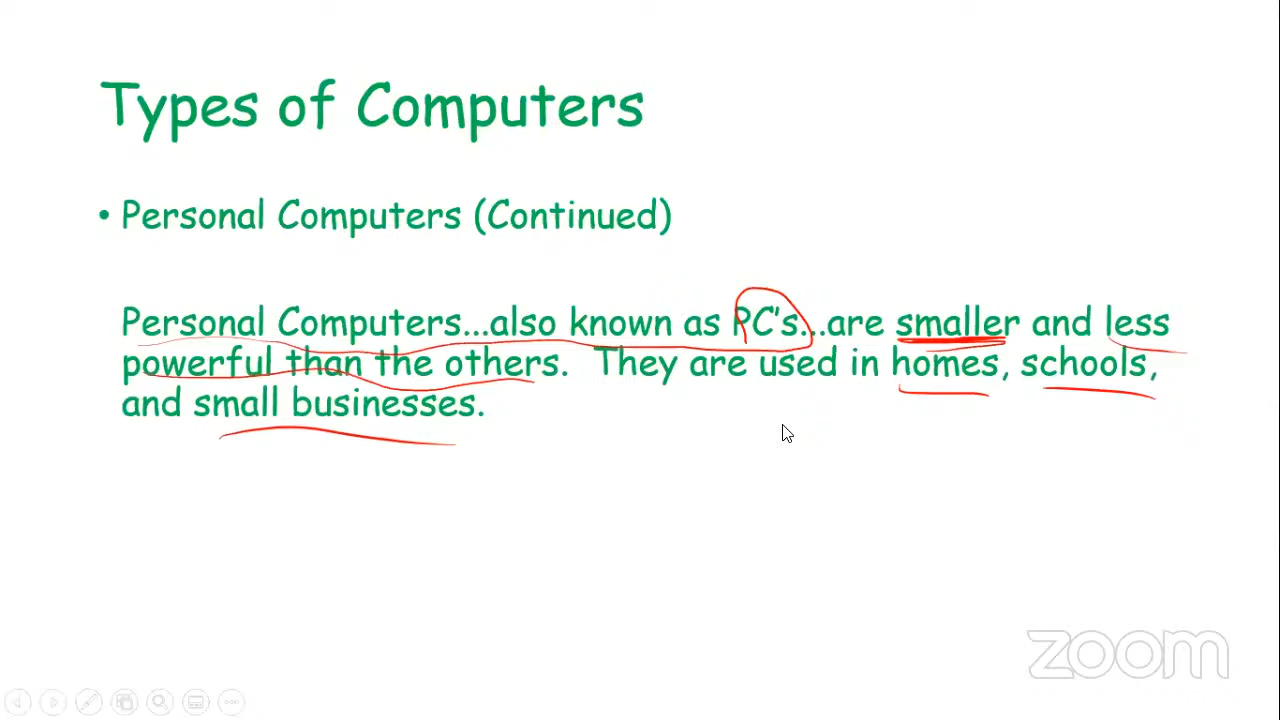 Types of Computers
• Personal Computers (Continued)
Personal Computers...also known as PC's...are smaller and less
powerful than the others. They are used in homes, schools,
and small businesses.
zoom